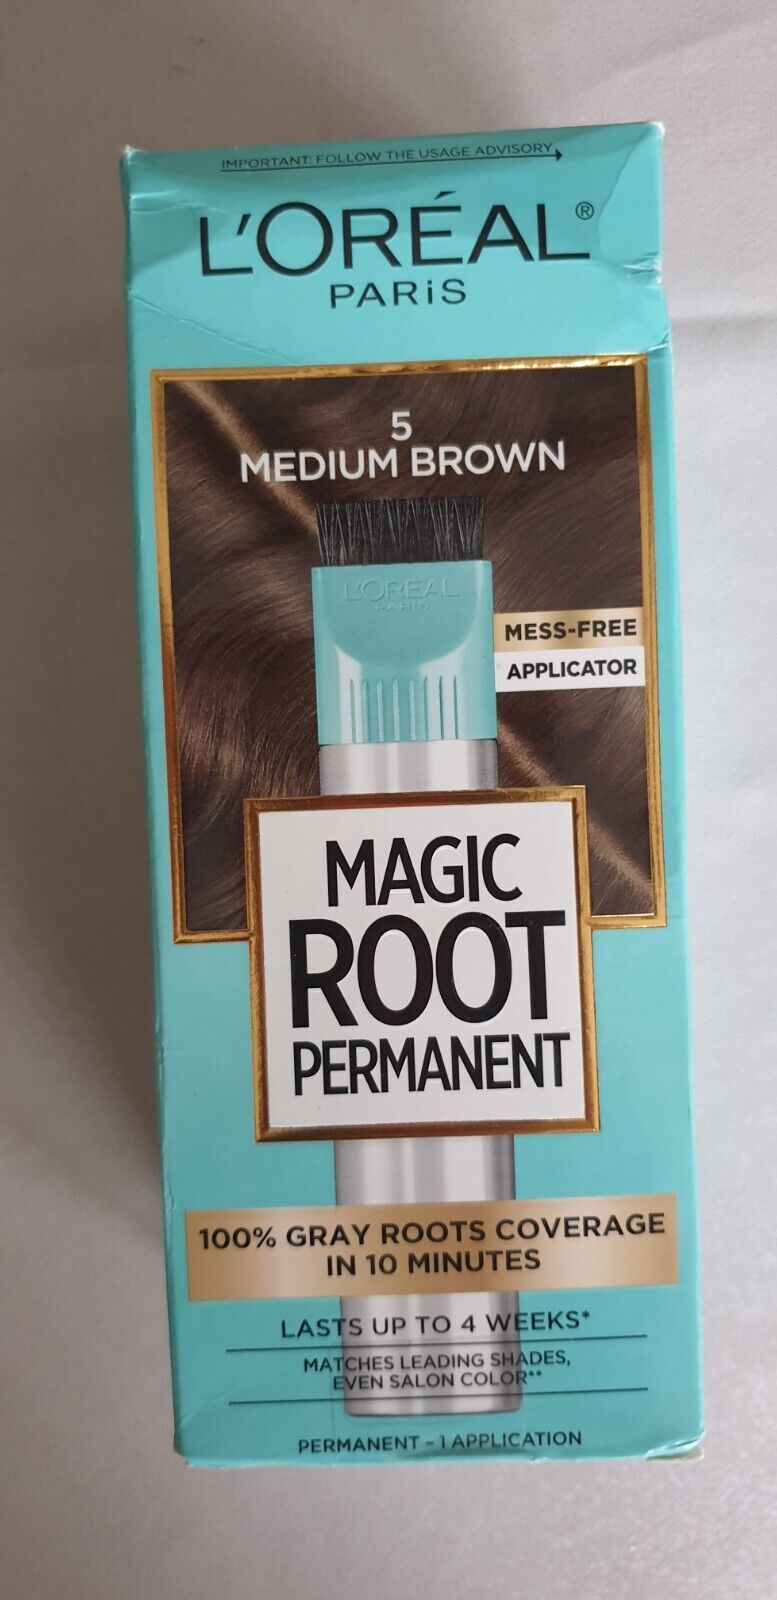 IMPORTANT: FOLLOW THE USAGE ADVISORY
L'ORÉAL®
PARiS
5
MEDIUM BROWN
L'ORÉAL
PARIS
MESS-FREE
APPLICATOR
MAGIC
ROOT
PERMANENT
100% GRAY ROOTS COVERAGE
IN 10 MINUTES
LASTS UP TO 4 WEEKS*
MATCHES LEADING SHADES,
EVEN SALON COLOR**
PERMANENT - 1 APPLICATION